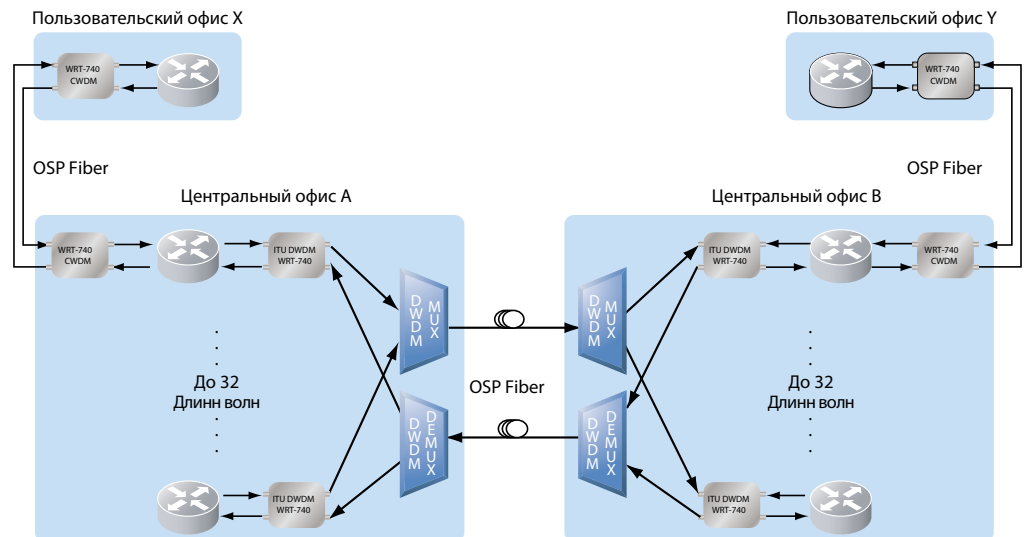 Пользовательский офис X
Пользовательский офис Y
WRT-740
CWDM
WRT-740
CWDM
OSP Fiber
OSP Fiber
Центральный офис A
Центральный офис B
WRT-740
CWDM
ITU DWDM
WRT-740
ITU DWDM
WRT-740
WRT-740
CWDM
DWDM
MUX
DWDM
MUX
До 32
Длинн волн
OSP Fiber
До 32
Длинн волн
DWDM
DEMUX
DWDM
DEMUX
ITU DWDM
WRT-740
ITU DWDM
WRT-740